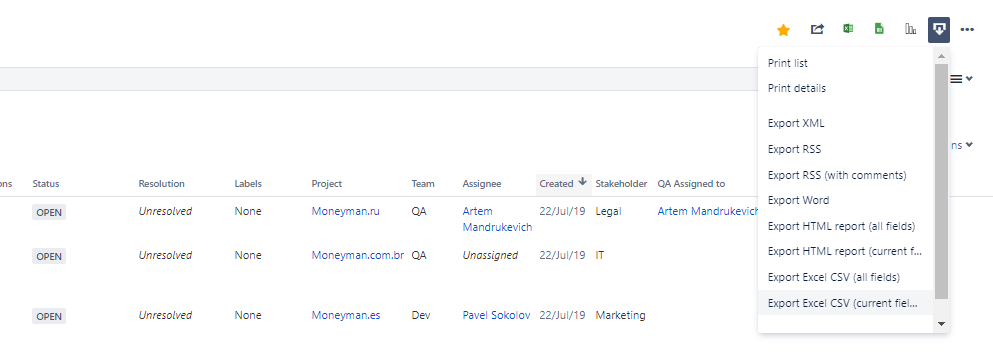 Print list
Print details
Export XML
Export RSS
Export RSS (with comments)
Export Word
Export HTML report (all fields)
Export HTML report (current f...
Export Excel CSV (all fields)
Export Excel CSV (current fiel...
ns
ons Status Resolution Labels Project Team Assignee Created Stakeholder QA Assigned to
OPEN Unresolved None Moneyman.ru QA Artem Mandrukevich 22/Jul/19 Legal Artem Mandrukevich
OPEN Unresolved None Moneyman.com.br QA Unassigned 22/Jul/19 IT
OPEN Unresolved None Moneyman.es Dev Pavel Sokolov 22/Jul/19 Marketing